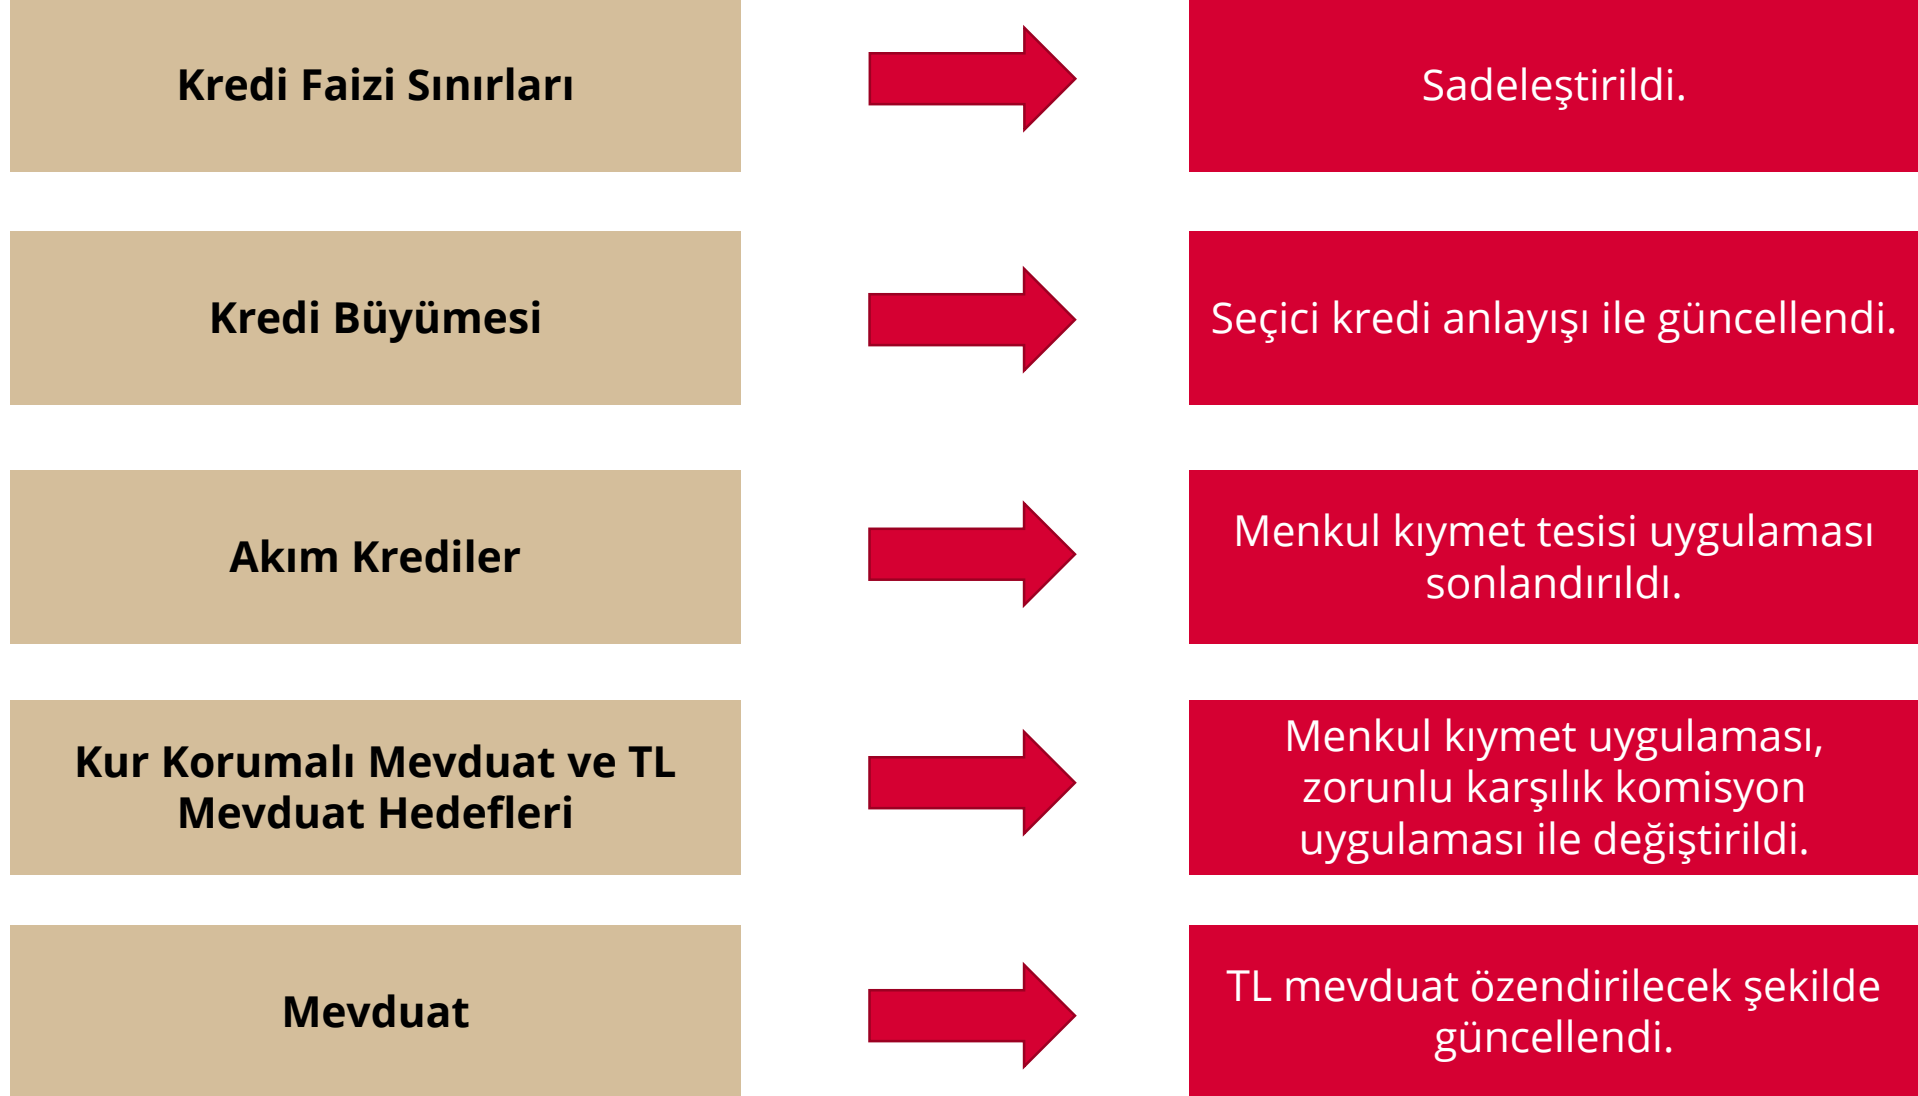 Kredi Faizi Sınırları
Sadeleştirildi.
Kredi Büyümesi
Seçici kredi anlayışı ile güncellendi.
Akım Krediler
Menkul kıymet tesisi uygulaması
sonlandırıldı.
Kur Korumalı Mevduat ve TL
Mevduat Hedefleri
Menkul kıymet uygulaması,
zorunlu karşılık komisyon
uygulaması ile değiştirildi.
Mevduat
TL mevduat özendirilecek şekilde
güncellendi.